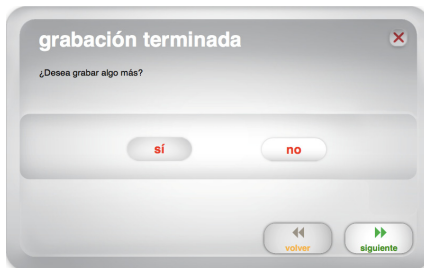 grabación terminada
¿Desea grabar algo más?
sí
no
volver
siguiente